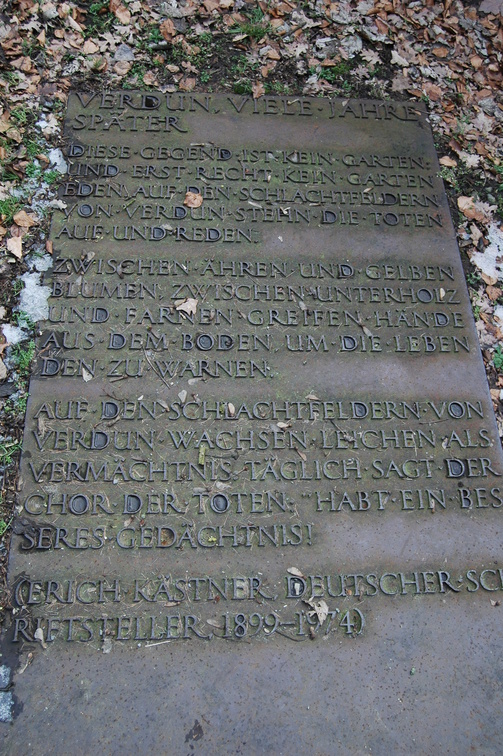 VERDUN, VIELE JAHRE
SPÄTER
DIESE·GEGEND·IST·KEIN·GARTEN,
UND·ERST·RECHT·KEIN·GARTEN
EDEN·AUF·DEN·SCHLACHTFELDERN
VON·VERDUN·STEHN·DIE·TOTEN
AUF·UND·REDEN.
ZWISCHEN·ÄHREN·UND·GELBEN
BLUMEN, ZWISCHEN·UNTERHOLZ
UND·FARNEN·GREIFEN·HÄNDE
AUS·DEM·BODEN, UM·DIE·LEBEN
DEN·ZU·WARNEN.
AUF·DEN·SCHLACHTFELDERN·VON
VERDUN·WACHSEN·LEICHEN·ALS
VERMÄCHTNIS·TÄGLICH·SAGT·DER
CHOR·DER·TOTEN: "HABT·EIN·BES
SERES·GEDÄCHTNIS!
(ERICH·KÄSTNER, DEUTSCHER·SCH
RIFTSTELLER, 1899–1974)